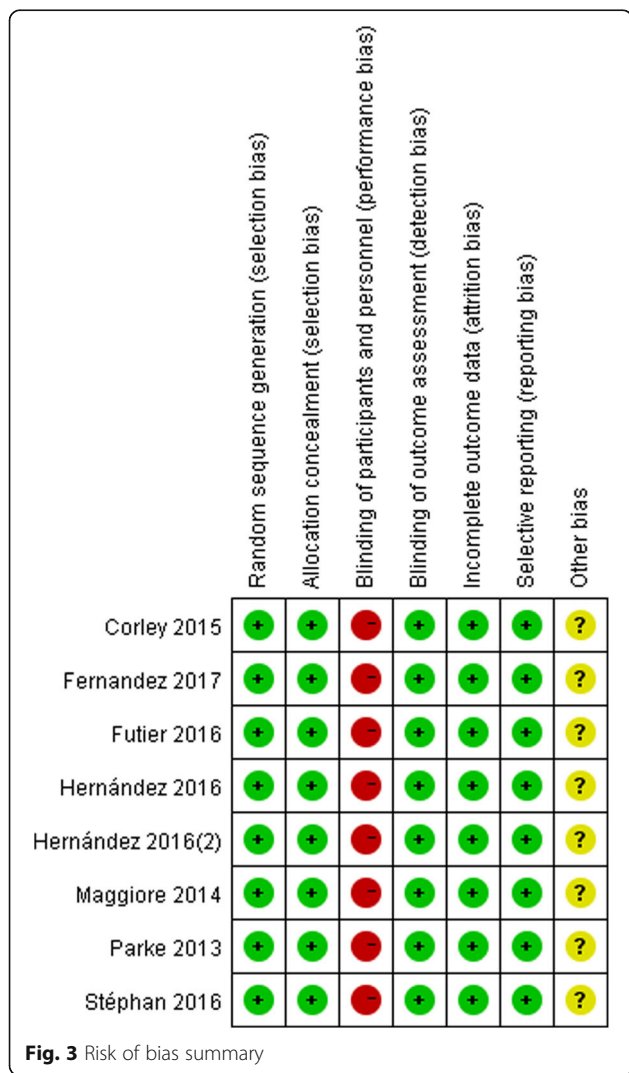 Random sequence generation (selection bias)
Allocation concealment (selection bias)
Blinding of participants and personnel (performance bias)
Blinding of outcome assessment (detection bias)
Incomplete outcome data (attrition bias)
Selective reporting (reporting bias)
Other bias
Corley 2015 + + - + + + ?
Fernandez 2017 + + - + + + ?
Futier 2016 + + - + + + ?
Hernández 2016 + + - + + + ?
Hernández 2016(2) + + - + + + ?
Maggiore 2014 + + - + + + ?
Parke 2013 + + - + + + ?
Stéphan 2016 + + - + + + ?
Fig. 3 Risk of bias summary